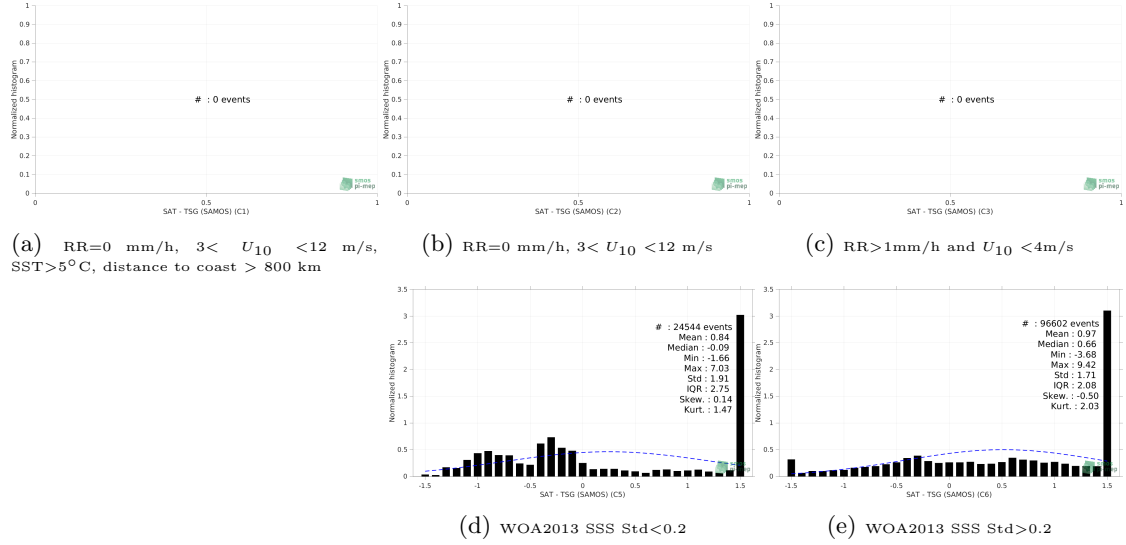 1
0.9
0.8
0.7
0.6
0.5
0.4
0.3
0.2
0.1
0
Normalized histogram
# : 0 events
smos
pi-mep
0 0.5 1
SAT - TSG (SAMOS) (C1)
(a) RR=0 mm/h, 3< U10 <12 m/s,
SST>5°C, distance to coast > 800 km
1
0.9
0.8
0.7
0.6
0.5
0.4
0.3
0.2
0.1
0
Normalized histogram
# : 0 events
smos
pi-mep
0 0.5 1
SAT - TSG (SAMOS) (C2)
(b) RR=0 mm/h, 3< U10 <12 m/s
1
0.9
0.8
0.7
0.6
0.5
0.4
0.3
0.2
0.1
0
Normalized histogram
# : 0 events
smos
pi-mep
0 0.5 1
SAT - TSG (SAMOS) (C3)
(c) RR>1mm/h and U10 <4m/s
3.5
3
2.5
2
1.5
1
0.5
0
Normalized histogram
# : 24544 events
Mean : 0.84
Median : -0.09
Min : -1.66
Max : 7.03
Std : 1.91
IQR : 2.75
Skew. : 0.14
Kurt. : 1.47
smos
pi-mep
-1.5 -1 -0.5 0 0.5 1 1.5
SAT - TSG (SAMOS) (C5)
(d) WOA2013 SSS Std<0.2
3.5
3
2.5
2
1.5
1
0.5
0
Normalized histogram
# : 96602 events
Mean : 0.97
Median : 0.66
Min : -3.68
Max : 9.42
Std : 1.71
IQR : 2.08
Skew. : -0.50
Kurt. : 2.03
smos
pi-mep
-1.5 -1 -0.5 0 0.5 1 1.5
SAT - TSG (SAMOS) (C6)
(e) WOA2013 SSS Std>0.2